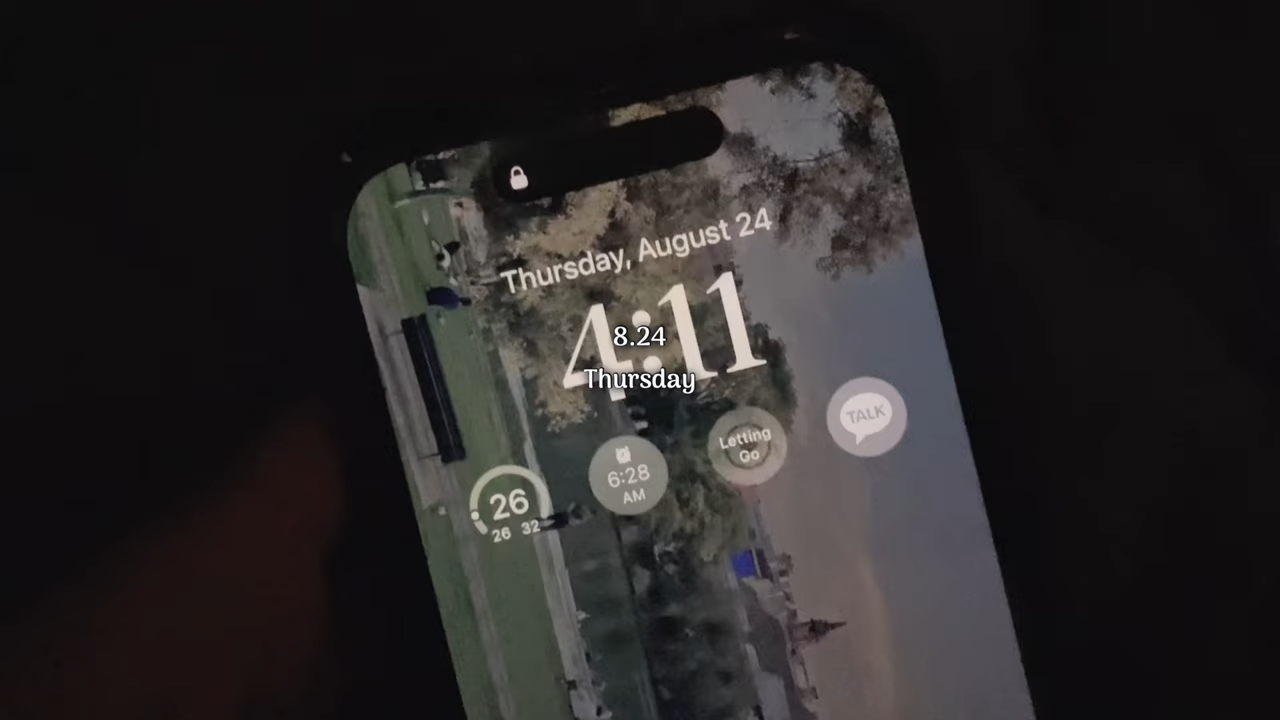 Thursday, August 24
4:11
8.24
Thursday
26
26 32
6:28
AM
Letting
Go
TALK